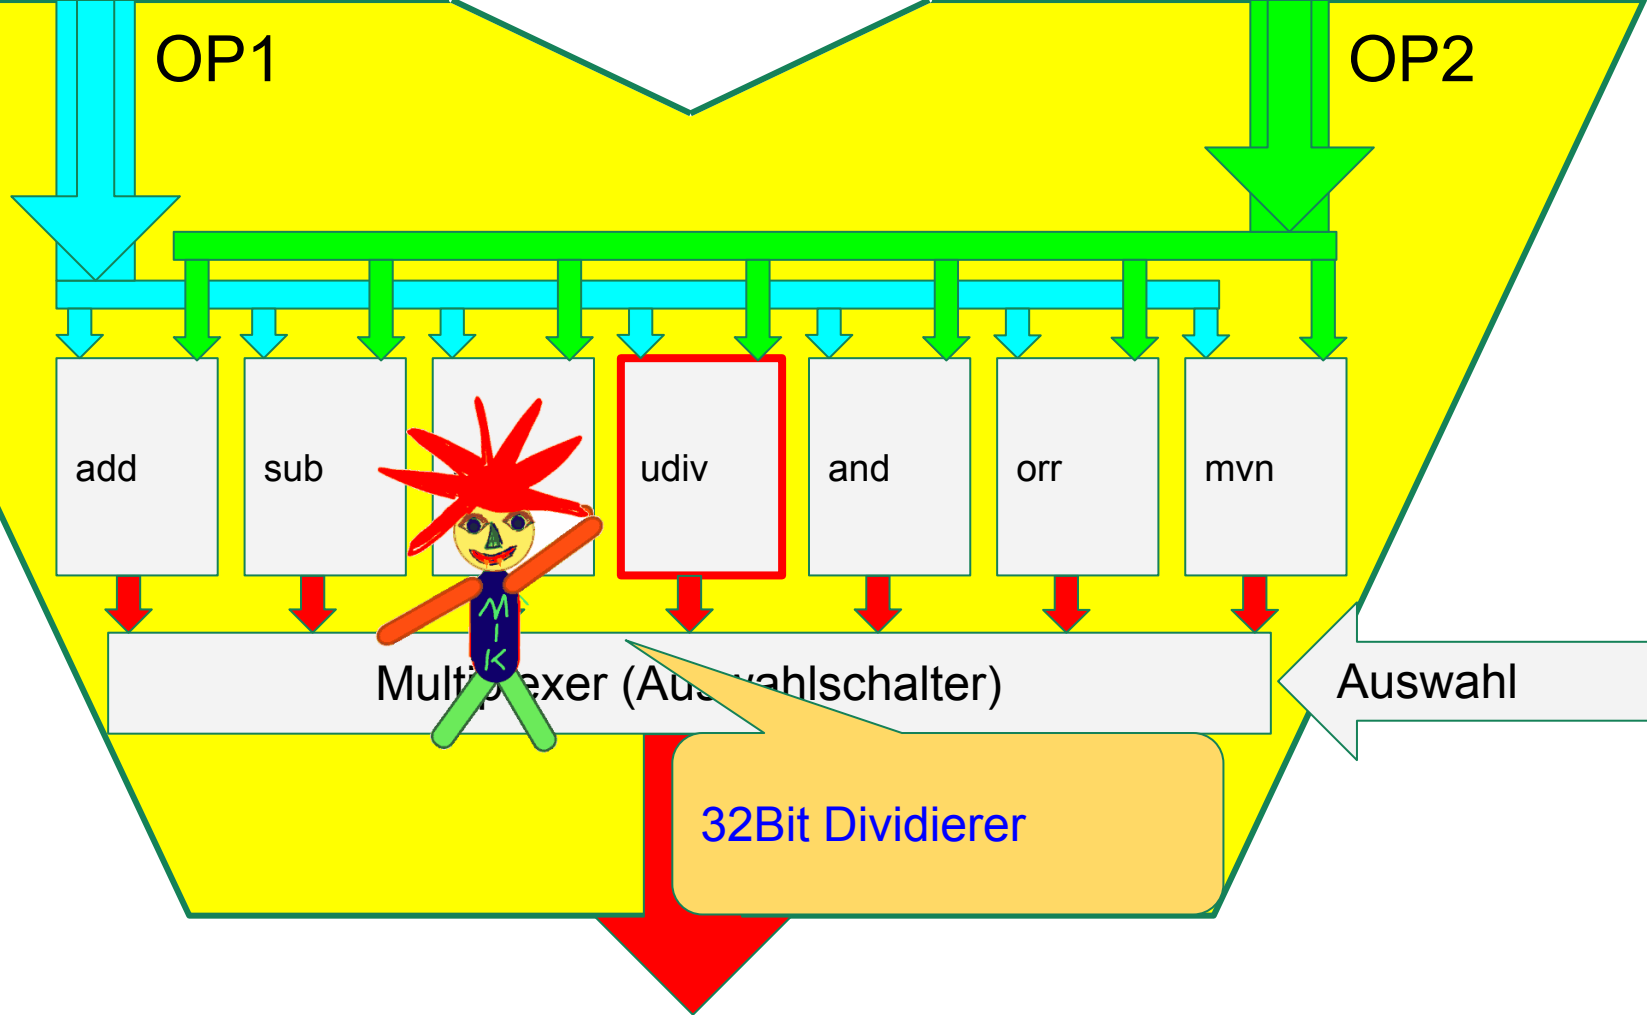 OP1
OP2
add
sub
udiv
and
orr
mvn
MIK
Multiplexer (Auswahlschalter)
Auswahl
32Bit Dividierer